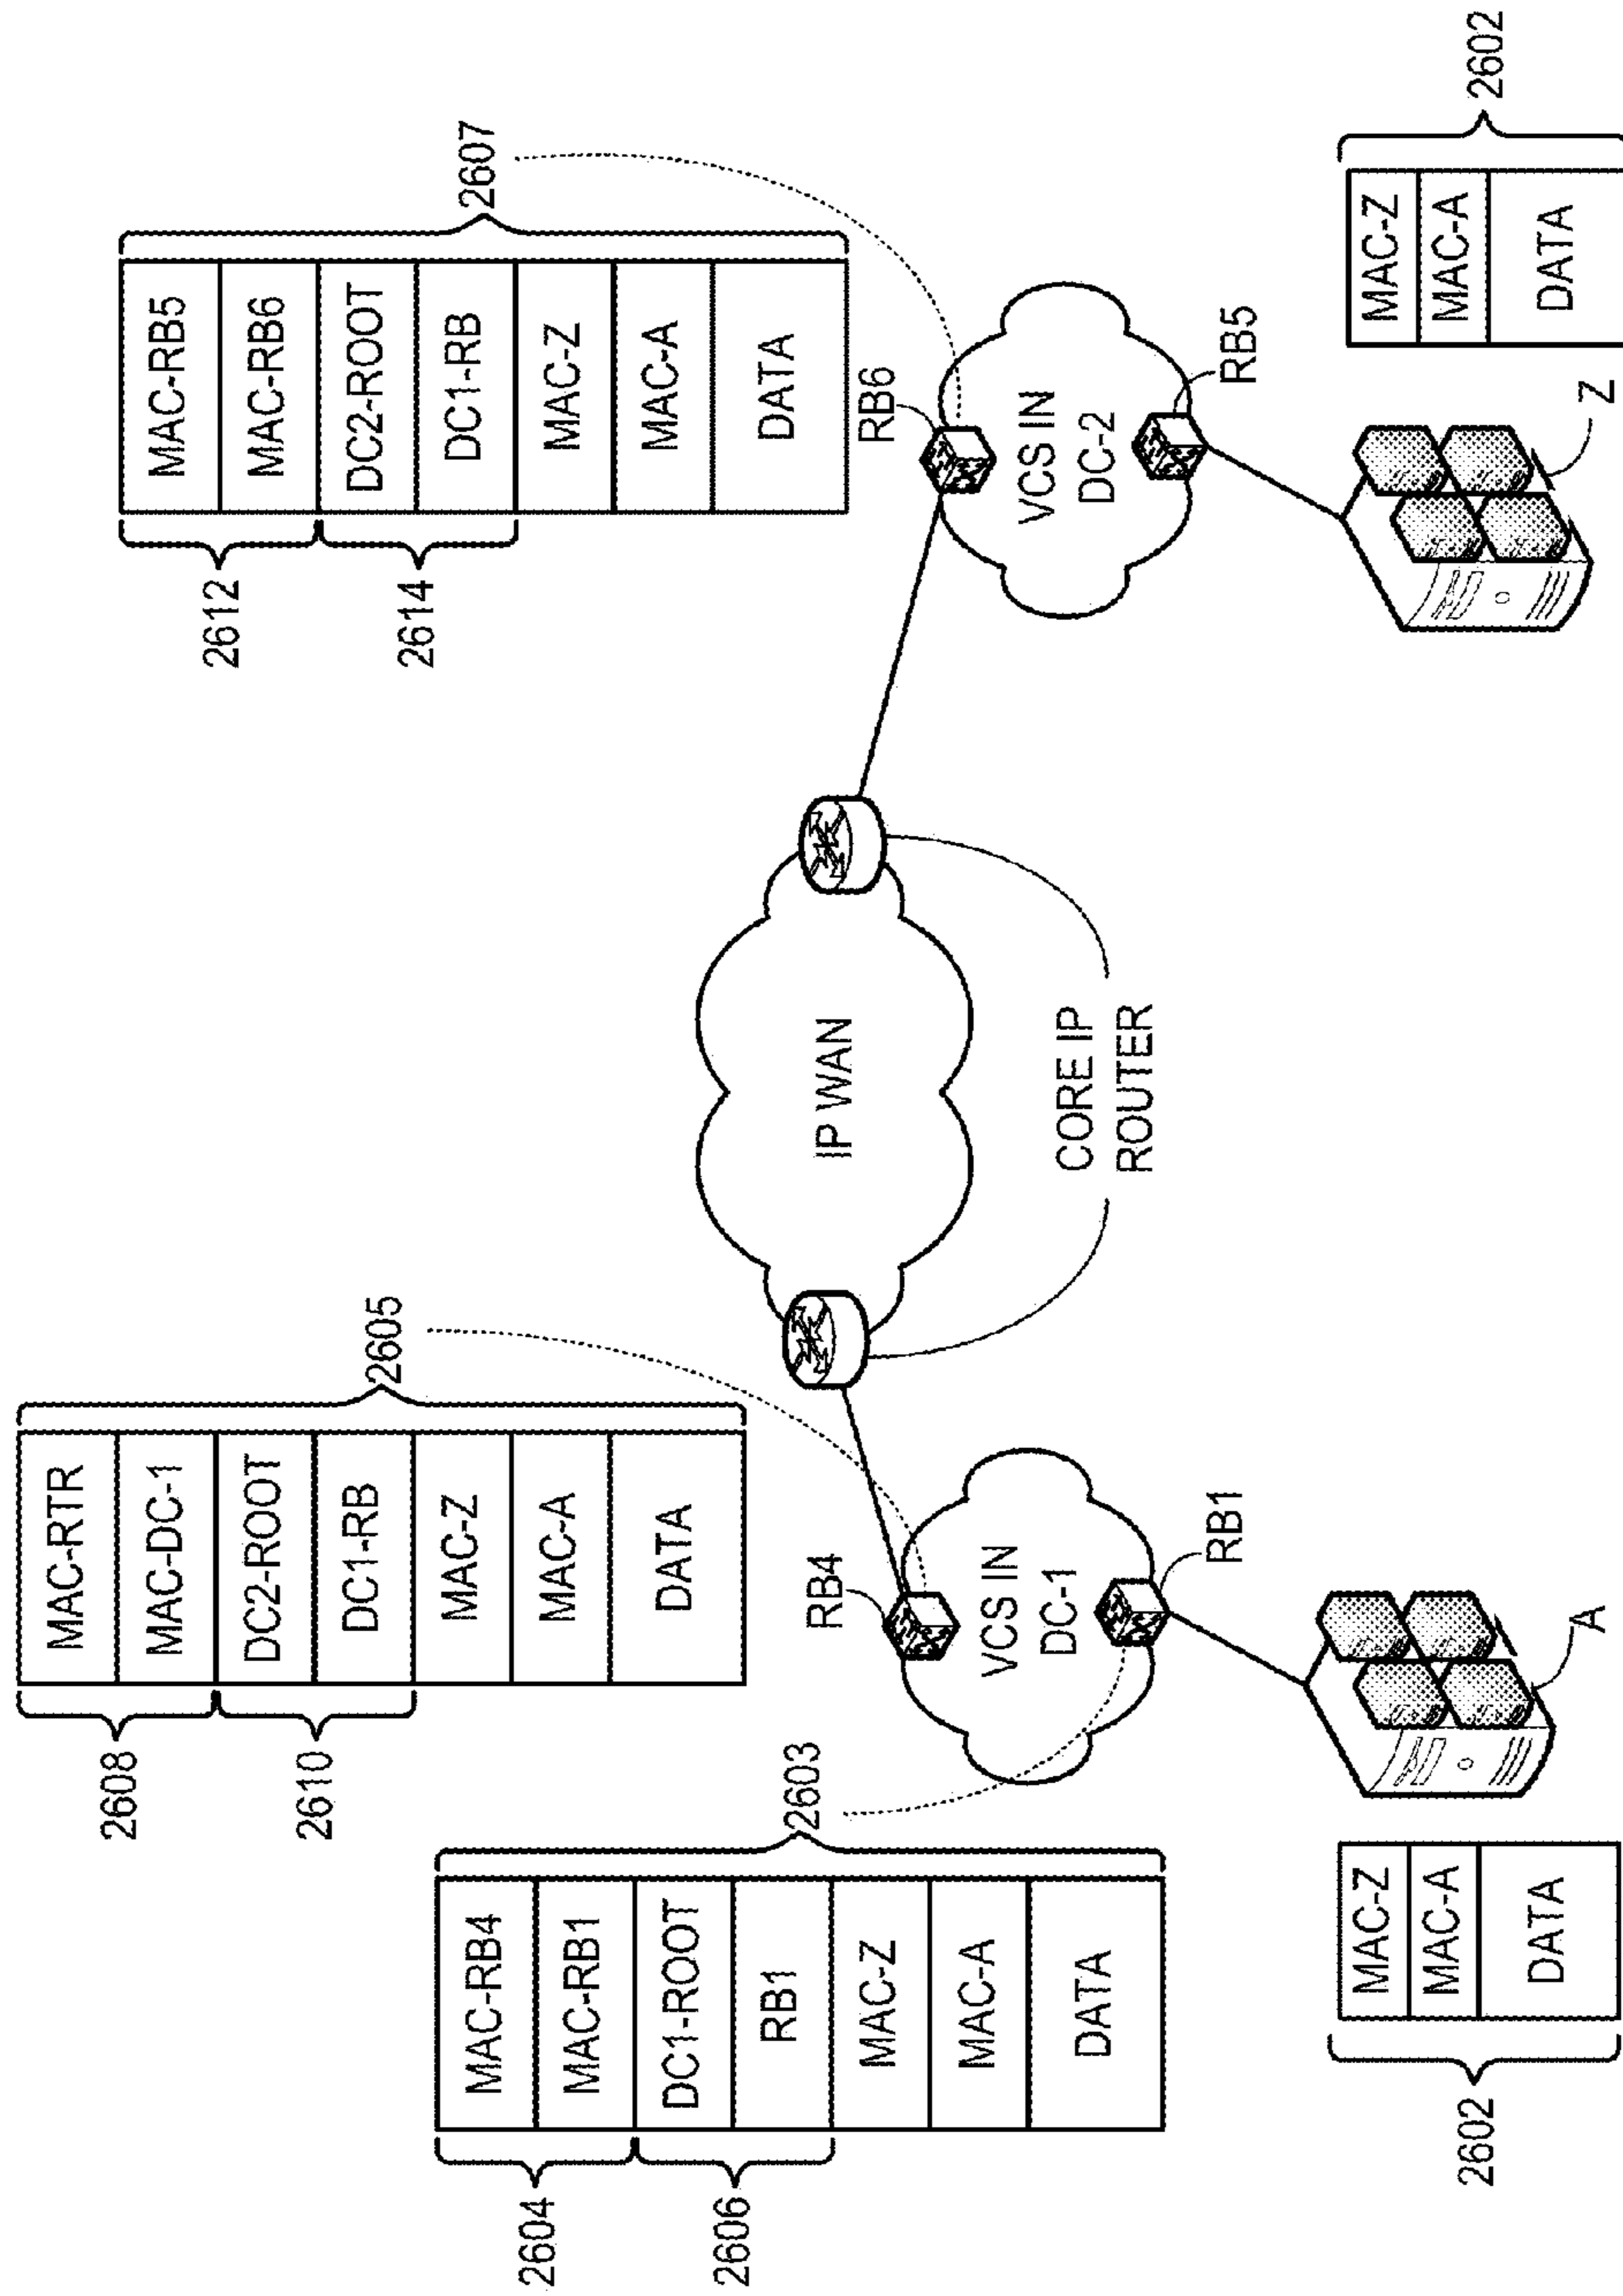 2608
2610
MAC-RTR
MAC-DC-1
DC2-ROOT
DC1-RB
MAC-Z
MAC-A
DATA
2605
2612
2614
MAC-RB5
MAC-RB6
DC2-ROOT
DC1-RB
MAC-Z
MAC-A
DATA
2607
2604
2606
MAC-RB4
MAC-RB1
DC1-ROOT
RB1
MAC-Z
MAC-A
DATA
2603
RB4
VCS IN
DC-1
RB1
IP WAN
CORE IP
ROUTER
RB6
VCS IN
DC-2
RB5
2602
MAC-Z
MAC-A
DATA
A
Z
MAC-Z
MAC-A
DATA
2602